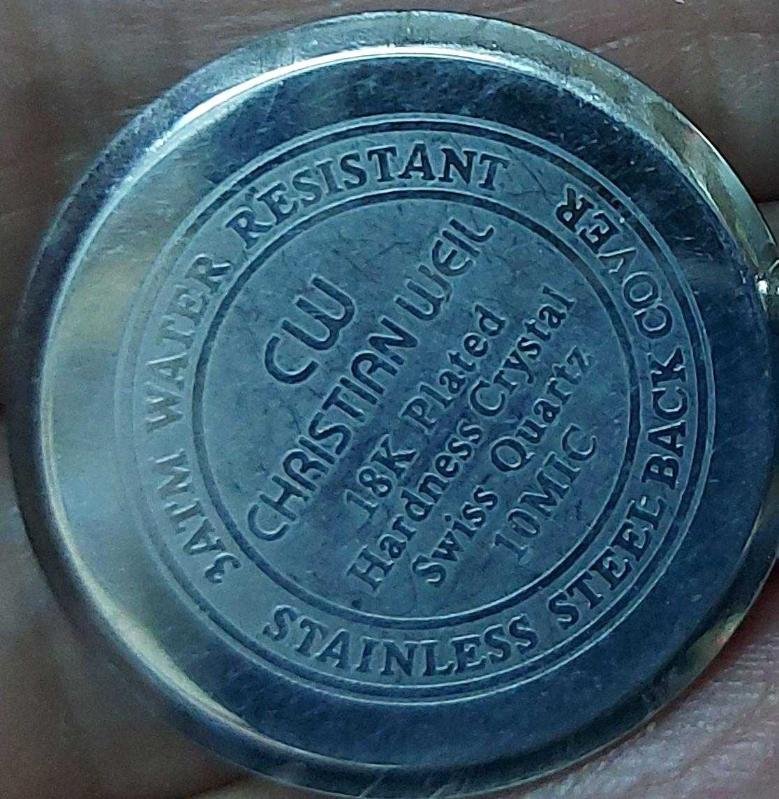 3ATM WATER RESISTANT
STAINLESS STEEL BACK COVER
CW
CHRISTIAN WEIL
18K Plated
Hardness Crystal
Swiss Quartz
10MIC